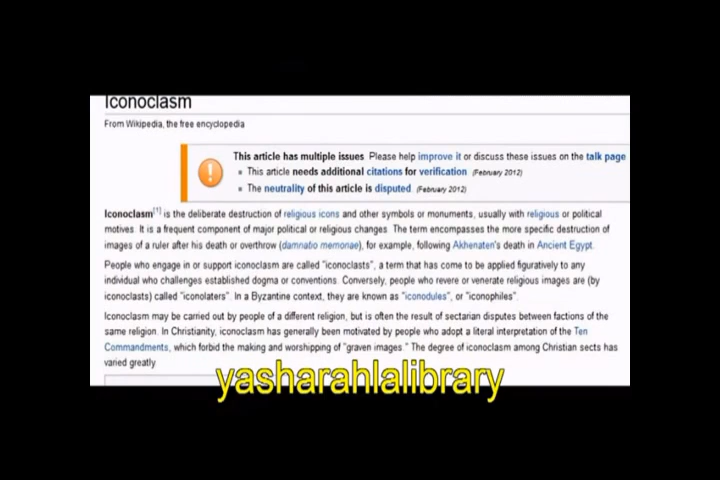 Iconoclasm
From Wikipedia, the free encyclopedia
This article has multiple issues. Please help improve it or discuss these issues on the talk page
This article needs additional citations for verification. (February 2012)
The neutrality of this article is disputed. (February 2012)
Iconoclasm[1] is the deliberate destruction of religious icons and other symbols or monuments, usually with religious or political
motives. It is a frequent component of major political or religious changes. The term encompasses the more specific destruction of
images of a ruler after his death or overthrow (damnatio memoriae), for example, following Akhenaten's death in Ancient Egypt.
People who engage in or support iconoclasm are called "iconoclasts", a term that has come to be applied figuratively to any
individual who challenges established dogma or conventions. Conversely, people who revere or venerate religious images are (by
iconoclasts) called "iconolaters". In a Byzantine context, they are known as "iconodules", or "iconophiles".
Iconoclasm may be carried out by people of a different religion, but is often the result of sectarian disputes between factions of the
same religion. In Christianity, iconoclasm has generally been motivated by people who adopt a literal interpretation of the Ten
Commandments, which forbid the making and worshipping of "graven images." The degree of iconoclasm among Christian sects has
varied greatly.
yasharahlalibrary